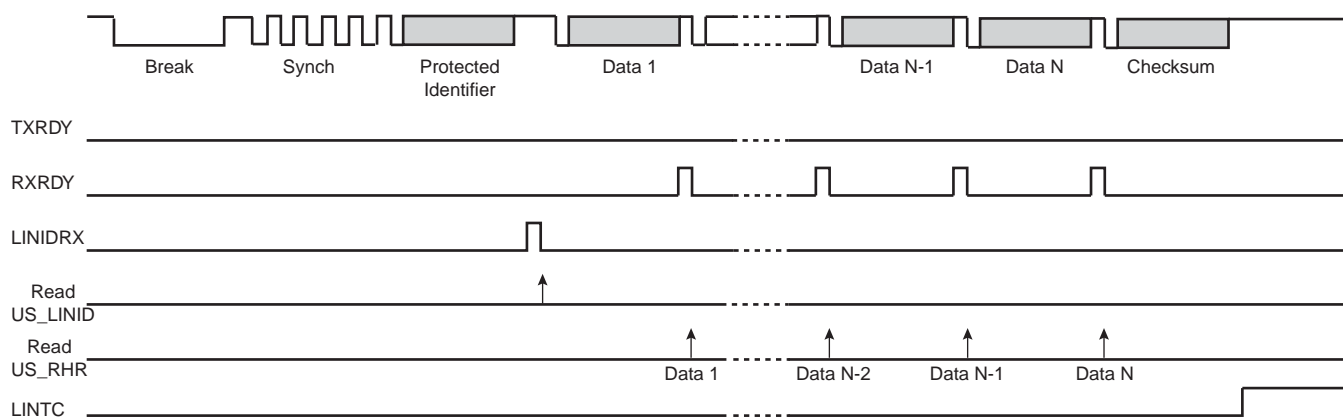 Break Synch Protected Identifier Data 1 Data N-1 Data N Checksum
TXRDY
RXRDY
LINIDRX
Read
US_LINID
Read
US_RHR
Data 1 Data N-2 Data N-1 Data N
LINTC